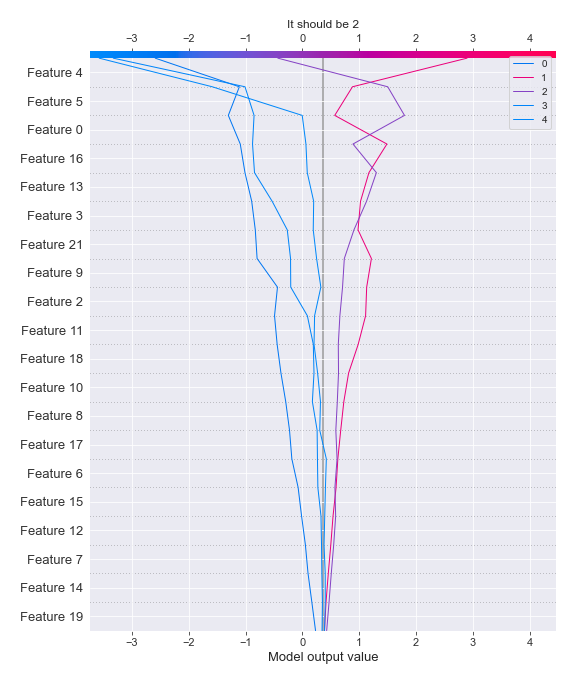 It should be 2
−3 −2 −1 0 1 2 3 4
0
1
2
3
4
Feature 4
Feature 5
Feature 0
Feature 16
Feature 13
Feature 3
Feature 21
Feature 9
Feature 2
Feature 11
Feature 18
Feature 10
Feature 8
Feature 17
Feature 6
Feature 15
Feature 12
Feature 7
Feature 14
Feature 19
−3 −2 −1 0 1 2 3 4
Model output value